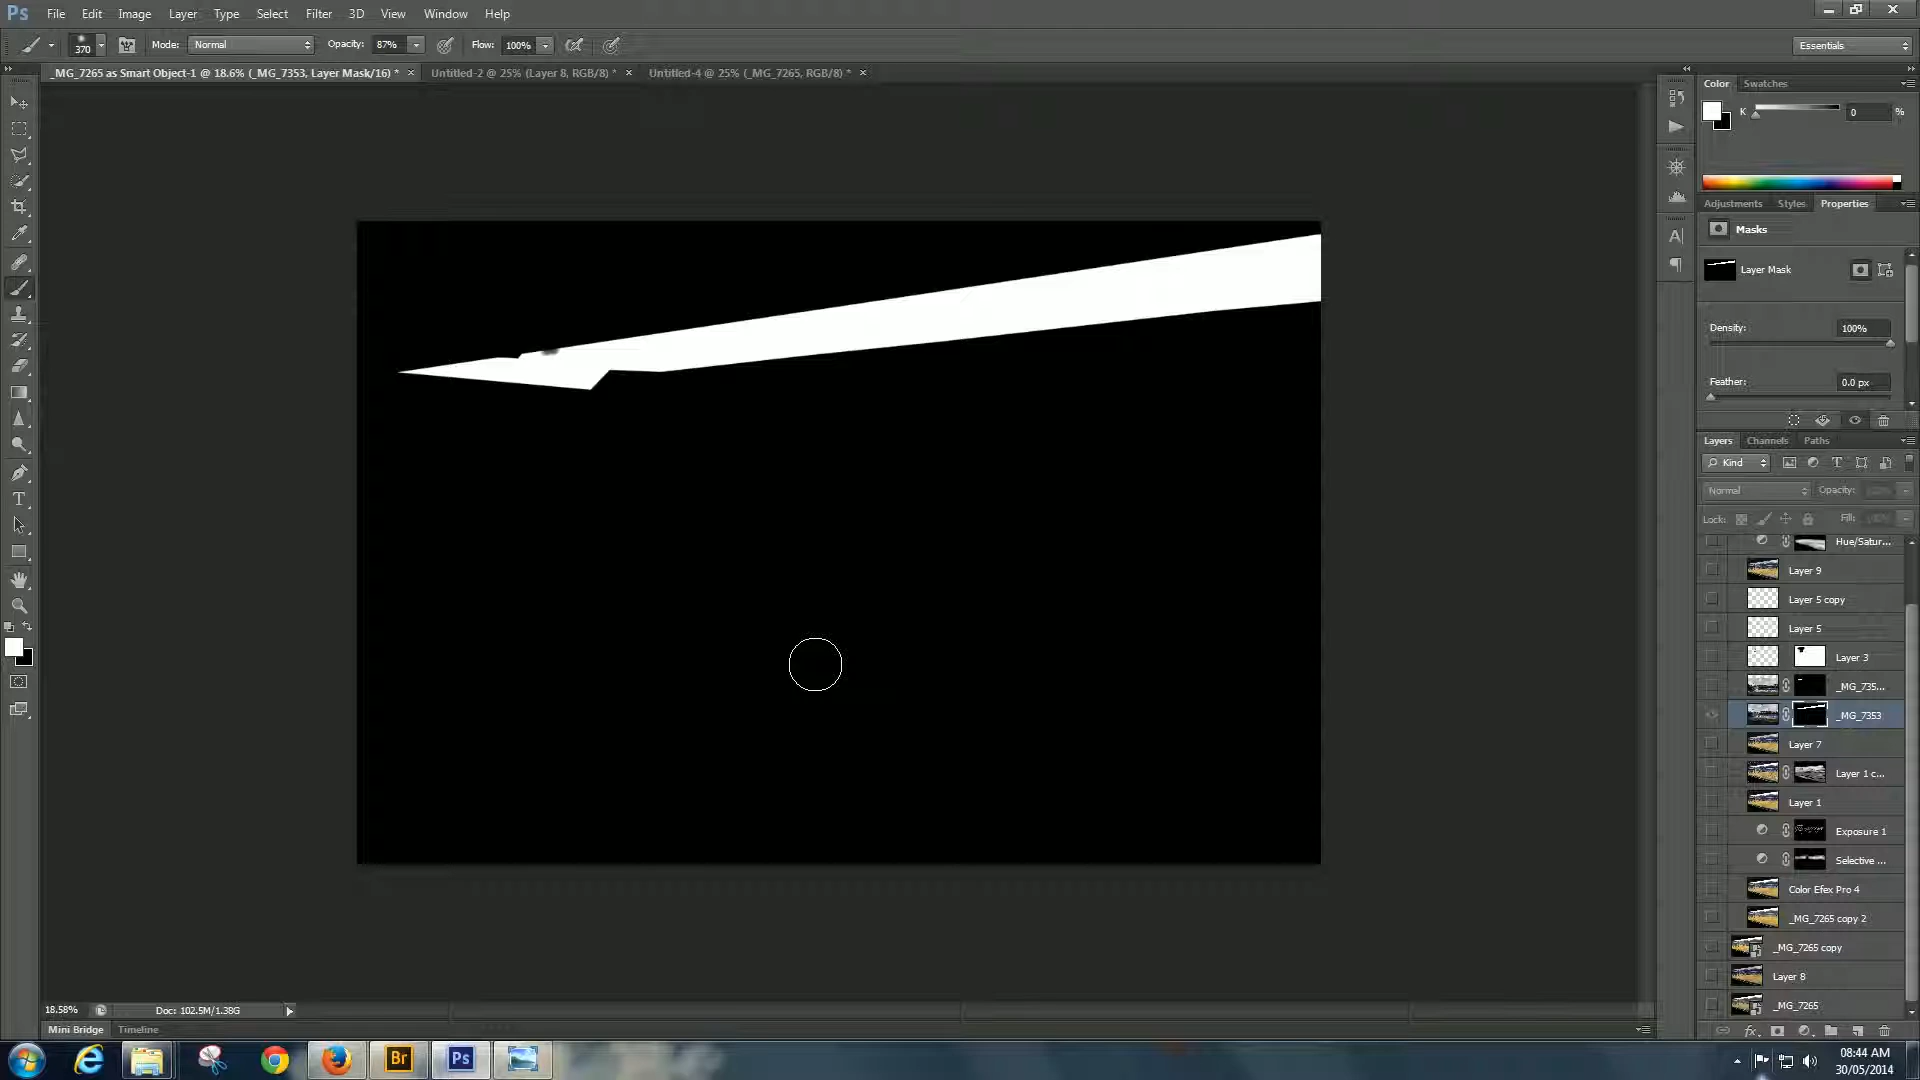 Ps File Edit Image Layer Type Select Filter 3D View Window Help
370 Mode: Normal Opacity: 87% Flow: 100% Essentials
_MG_7265 as Smart Object-1 @ 18.6% (_MG_7353, Layer Mask/16) * × Untitled-2 @ 25% (Layer 8, RGB/8) * × Untitled-4 @ 25% (_MG_7265, RGB/8) * ×
Color Swatches
K 0 %
Adjustments Styles Properties
Masks
Layer Mask
Density: 100%
Feather: 0.0 px
Layers Channels Paths
Kind
Normal Opacity:
Lock: Fill:
Hue/Satur...
Layer 9
Layer 5 copy
Layer 5
Layer 3
_MG_735...
_MG_7353
Layer 7
Layer 1 c...
Layer 1
Exposure 1
Selective ...
Color Efex Pro 4
_MG_7265 copy 2
_MG_7265 copy
Layer 8
_MG_7265
18.58% Doc: 102.5M/1.38G
Mini Bridge Timeline
Br Ps
08:44 AM
30/05/2014